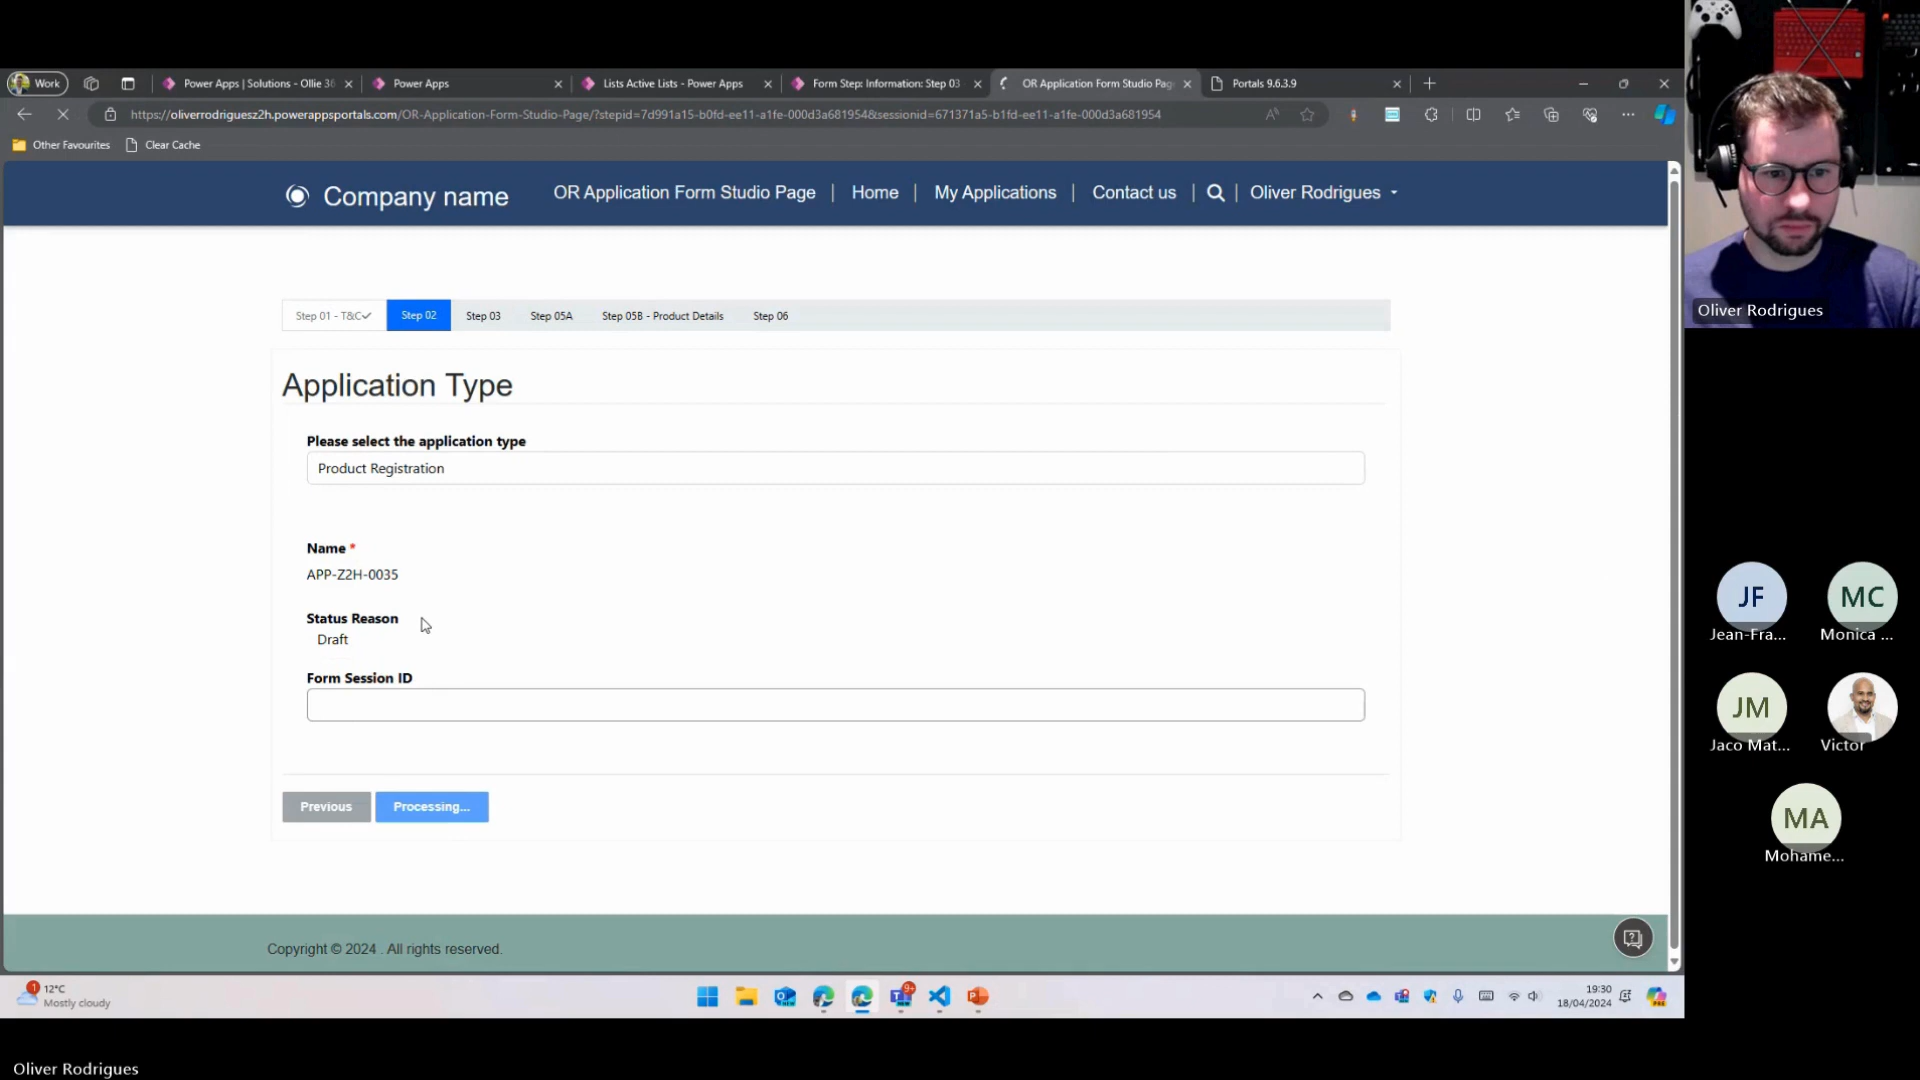 Work
Power Apps | Solutions - Ollie 36
Power Apps
Lists Active Lists - Power Apps
Form Step: Information: Step 03
OR Application Form Studio Pag
Portals 9.6.3.9
https://oliverrodriguesz2h.powerappsportals.com/OR-Application-Form-Studio-Page/?stepid=7d991a15-b0fd-ee11-a1fe-000d3a681954&sessionid=671371a5-b1fd-ee11-a1fe-000d3a681954
Other Favourites
Clear Cache
Company name
OR Application Form Studio Page | Home | My Applications | Contact us | Oliver Rodrigues
Step 01 - T&C✓
Step 02
Step 03
Step 05A
Step 05B - Product Details
Step 06
Application Type
Please select the application type
Product Registration
Name *
APP-Z2H-0035
Status Reason
Draft
Form Session ID
Previous
Processing...
Copyright © 2024 . All rights reserved.
1
12°C
Mostly cloudy
9+
19:30
18/04/2024
Oliver Rodrigues
JF
Jean-Fra...
MC
Monica ...
JM
Jaco Mat...
Victor
MA
Mohame...
Oliver Rodrigues